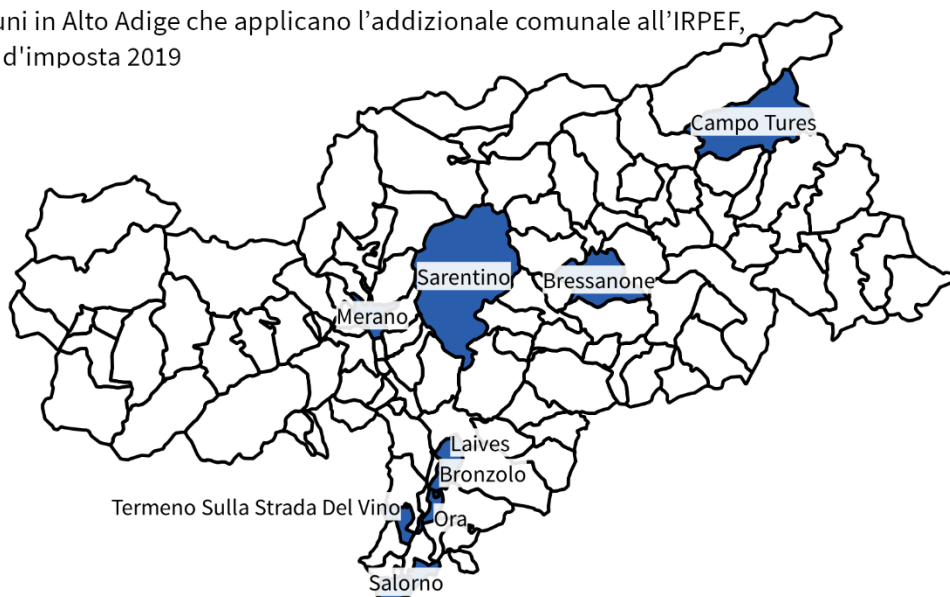 uni in Alto Adige che applicano l’addizionale comunale all’IRPEF,
d'imposta 2019
Campo Tures
Sarentino
Bressanone
Merano
Laives
Bronzolo
Termeno Sulla Strada Del Vino
Ora
Salorno